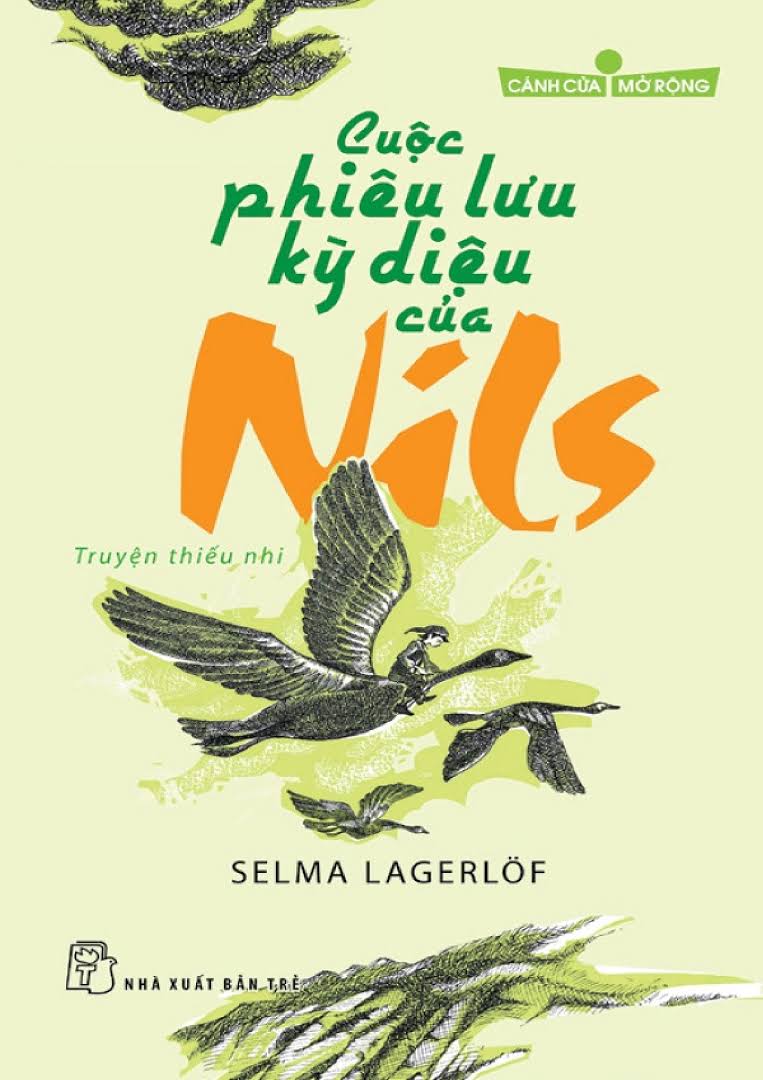 CÁNH CỬA MỞ RỘNG
Cuộc
phiêu lưu
kỳ diệu
của
Nils
Truyện thiếu nhi
SELMA LAGERLÖF
T
NHÀ XUẤT BẢN TRẺ